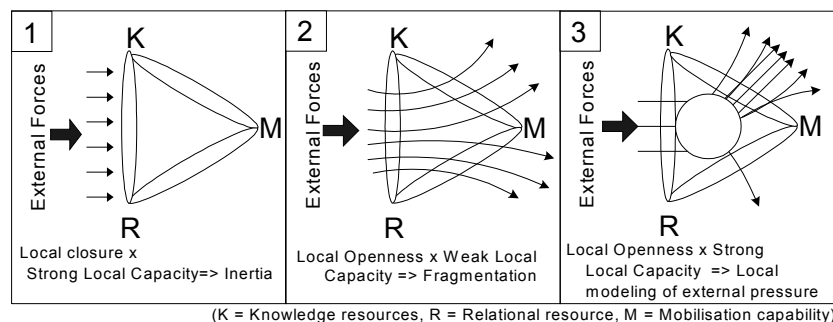 1
K
External Forces
M
R
Local closure x
Strong Local Capacity=> Inertia
2
K
External Forces
M
R
Local Openness x Weak Local
Capacity => Fragmentation
3
K
External Forces
M
R
Local Openness x Strong
Local Capacity => Local
modeling of external pressure
(K = Knowledge resources, R = Relational resource, M = Mobilisation capability)